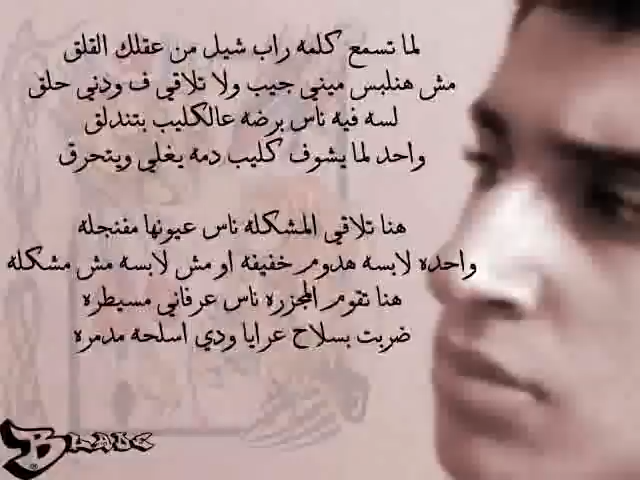 لما تسمع كلمه راب شيل من عقلك القلق
مش هنلبس ميني جيب ولا تلاقي ف ودني حلق
لسه فيه ناس برضه عالكليب بتندلق
واحد لما يشوف كليب دمه يغلي ويتحرق
هنا تلاقي المشكله ناس عيونها مفنجله
واحده لابسه هدوم خفيفه او مش لابسه مش مشكله
هنا تقوم المجزره ناس عرفاني مسيطره
ضربت بسلاح عرايا ودي اسلحه مدمره
BLADE